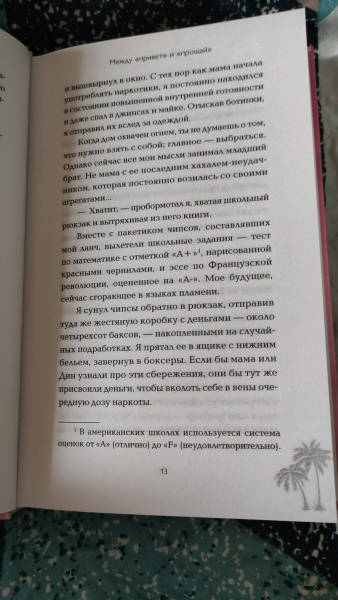 Между «привет» и «прощай»
и вышвырнул в окно. С тех пор как мама начала
употреблять наркотики, я постоянно находился
в состоянии повышенной внутренней готовности
и даже спал в джинсах и майке. Отыскав ботинки,
я отправил их вслед за одеждой.
Когда дом охвачен огнем, ты не думаешь о том,
что нужно взять с собой; главное — выбраться.
Однако сейчас все мои мысли занимал младший
брат. Не мама с ее последним хахалем-неудач-
ником, которая постоянно возилась со своими
агрегатами...
— Хватит, — пробормотал я, хватая школьный
рюкзак и вытряхивая из него книги.
Вместе с пакетиком чипсов, составлявших
мой ланч, вылетели школьные задания — тест
по математике с отметкой «А+»¹, нарисованной
красными чернилами, и эссе по Французской
революции, оцененное на «А-». Мое будущее,
сейчас сгорающее в языках пламени.
Я сунул чипсы обратно в рюкзак, отправив
туда же жестяную коробку с деньгами — около
четырехсот баксов, — накопленными на случай-
ных подработках. Я прятал ее в ящике с нижним
бельем, завернув в боксеры. Если бы мама или
Дин узнали про эти сбережения, они бы тут же
присвоили деньги, чтобы вколоть себе в вены оче-
редную дозу наркоты.
¹ В американских школах используется система
оценок от «А» (отлично) до «F» (неудовлетворительно).
13